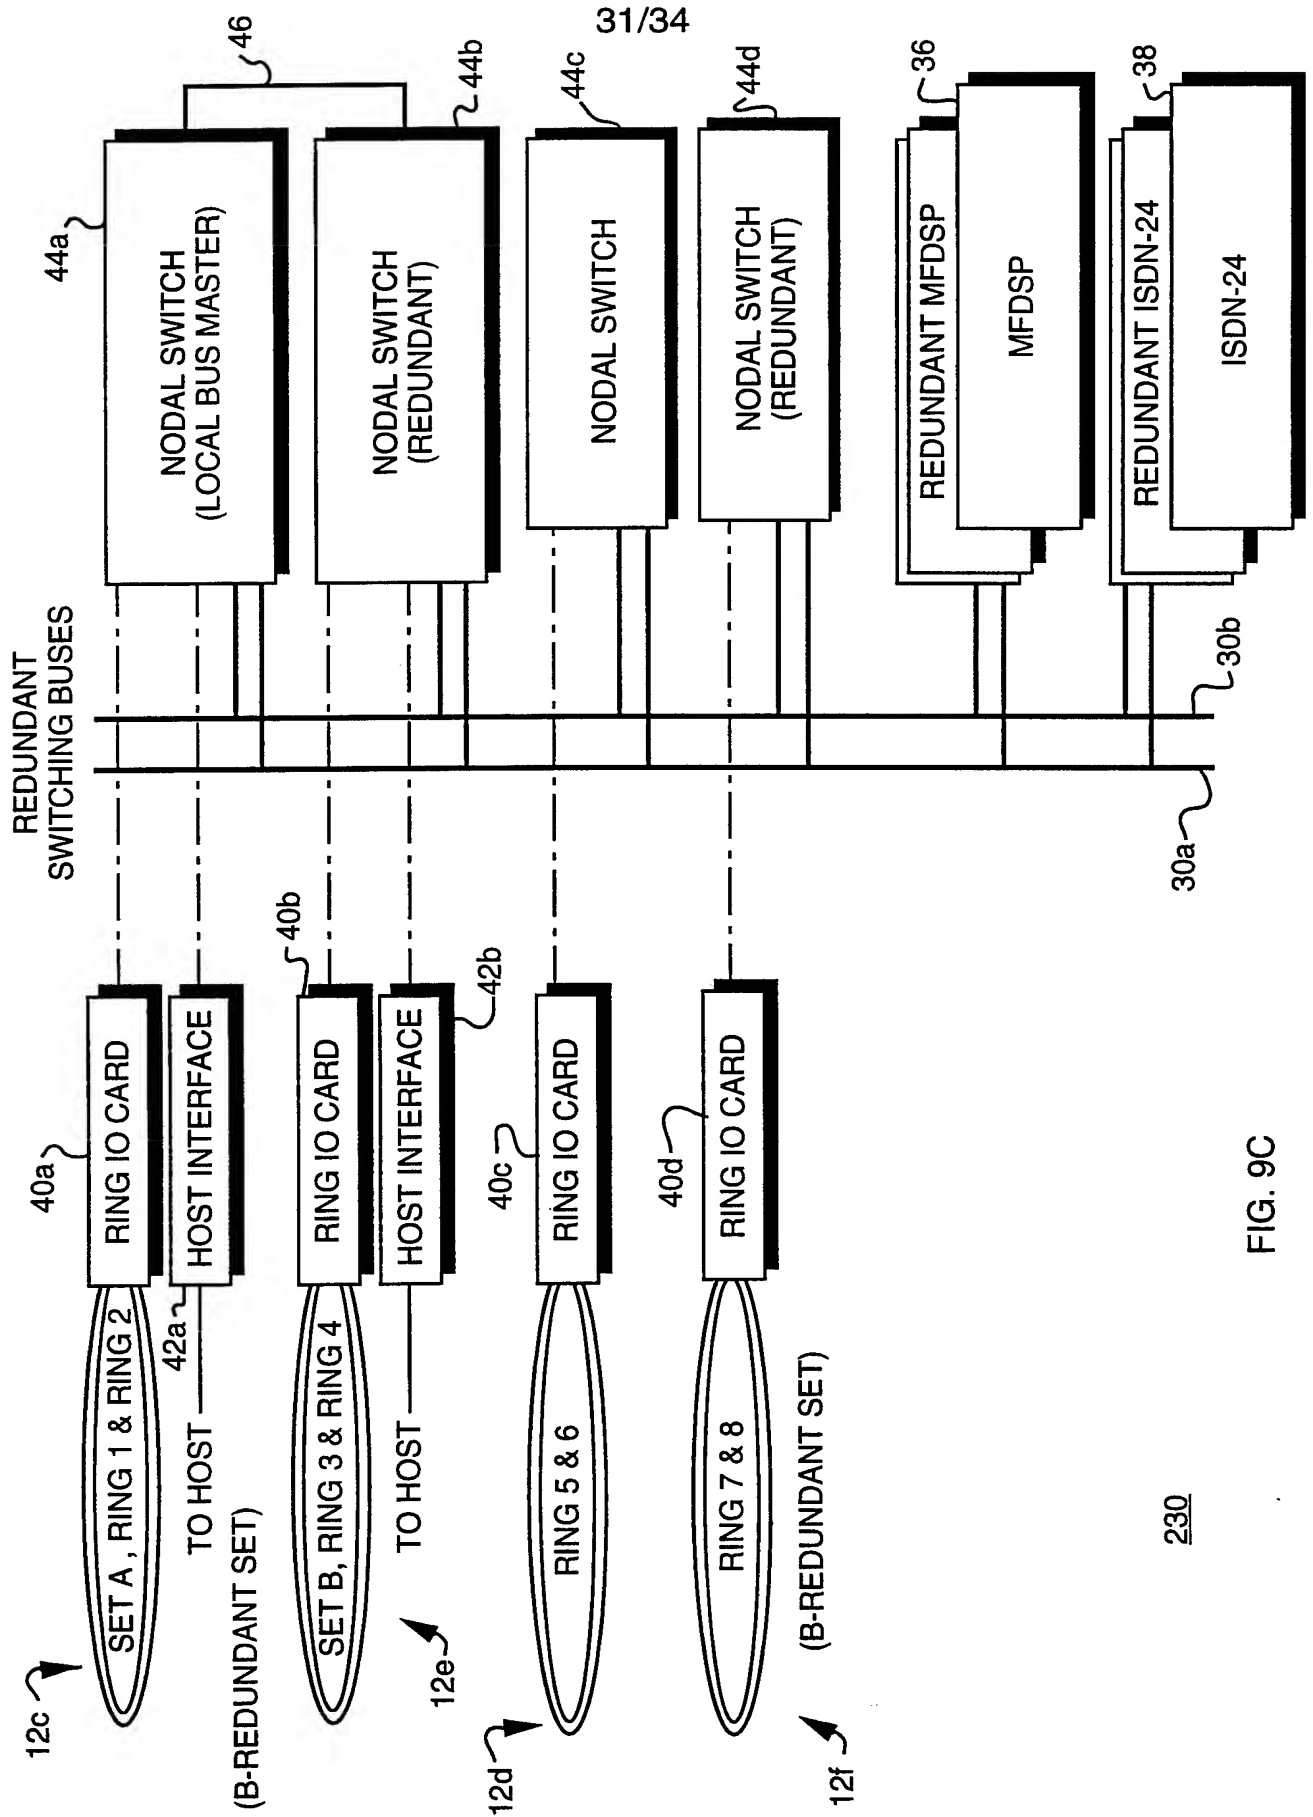 31/34
REDUNDANT
SWITCHING BUSES
12c
SET A, RING 1 & RING 2
40a
RING IO CARD
44a
NODAL SWITCH
(LOCAL BUS MASTER)
46
TO HOST
42a
HOST INTERFACE
(B-REDUNDANT SET)
SET B, RING 3 & RING 4
40b
RING IO CARD
NODAL SWITCH
(REDUNDANT)
44b
12e
TO HOST
HOST INTERFACE
42b
12d
RING 5 & 6
40c
RING IO CARD
NODAL SWITCH
44c
12f
RING 7 & 8
(B-REDUNDANT SET)
40d
RING IO CARD
NODAL SWITCH
(REDUNDANT)
44d
REDUNDANT MFDSP
MFDSP
36
REDUNDANT ISDN-24
ISDN-24
38
30a
30b
230
FIG. 9C